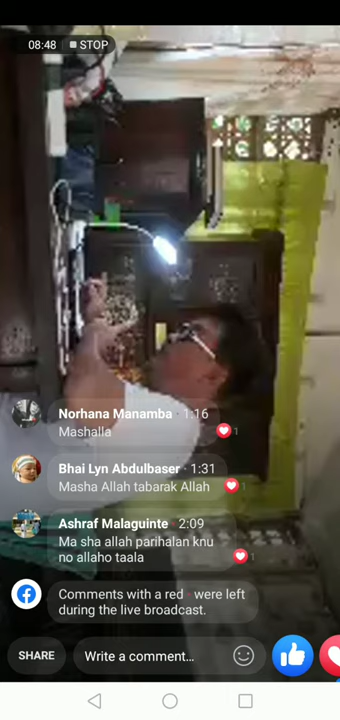 08:48 STOP
Norhana Manamba · 1:16
Mashalla
1
Bhai Lyn Abdulbaser · 1:31
Masha Allah tabarak Allah
1
Ashraf Malaguinte · 2:09
Ma sha allah parihalan knu
no allaho taala
1
Comments with a red · were left
during the live broadcast.
SHARE
Write a comment...